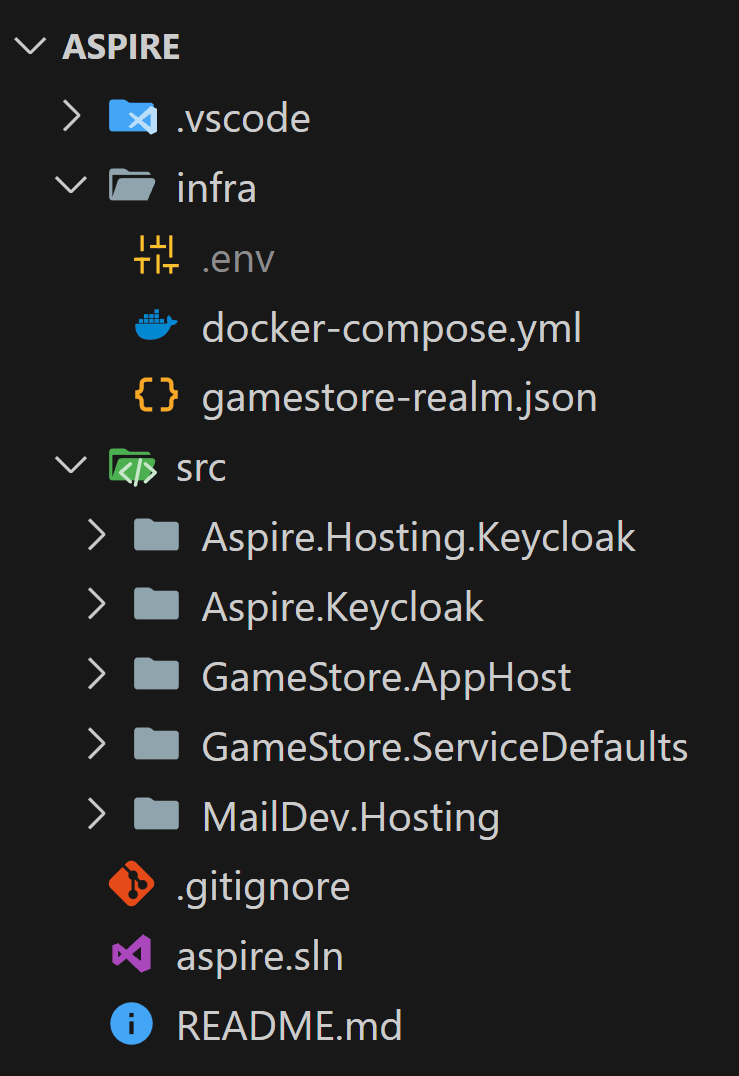 ASPIRE
.vscode
infra
.env
docker-compose.yml
gamestore-realm.json
src
Aspire.Hosting.Keycloak
Aspire.Keycloak
GameStore.AppHost
GameStore.ServiceDefaults
MailDev.Hosting
.gitignore
aspire.sln
README.md